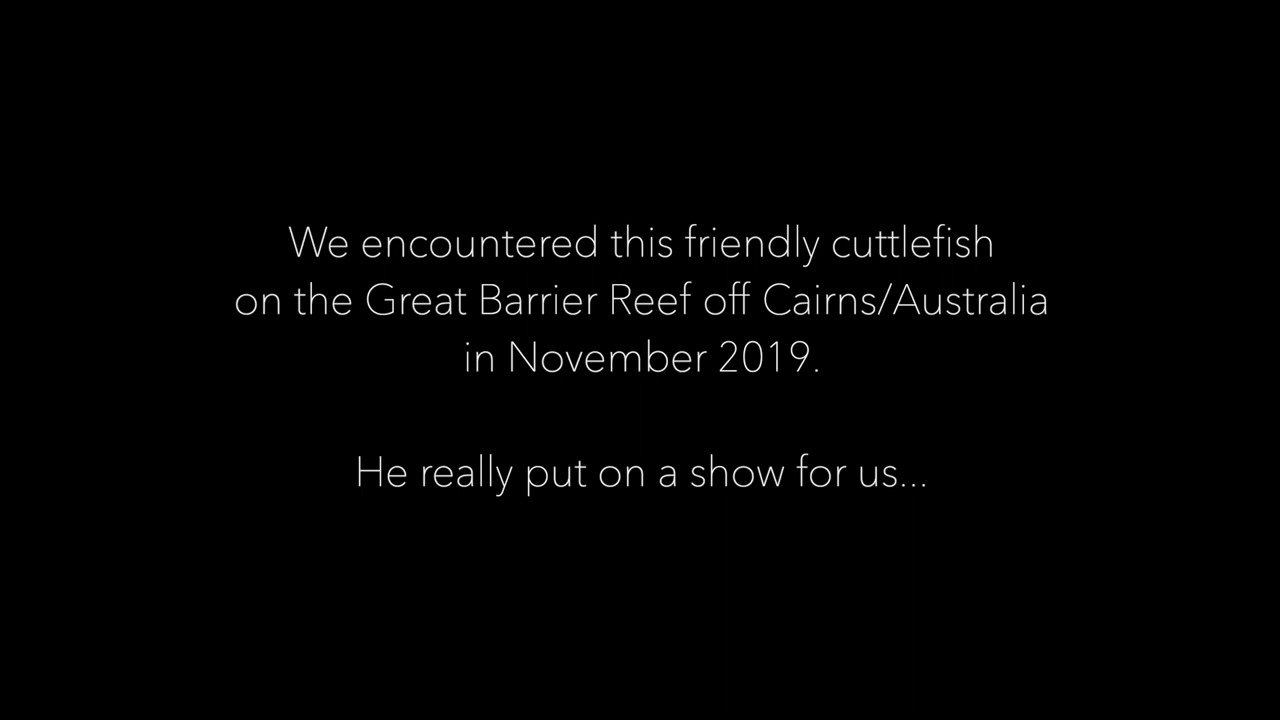 We encountered this friendly cuttlefish
on the Great Barrier Reef off Cairns/Australia
in November 2019.
He really put on a show for us...